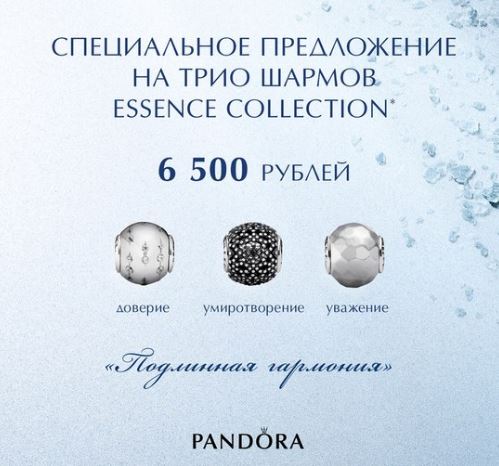 СПЕЦИАЛЬНОЕ ПРЕДЛОЖЕНИЕ
НА ТРИО ШАРМОВ
ESSENCE COLLECTION*
6 500 РУБЛЕЙ
доверие умиротворение уважение
«Подлинная гармония»
PANDORA